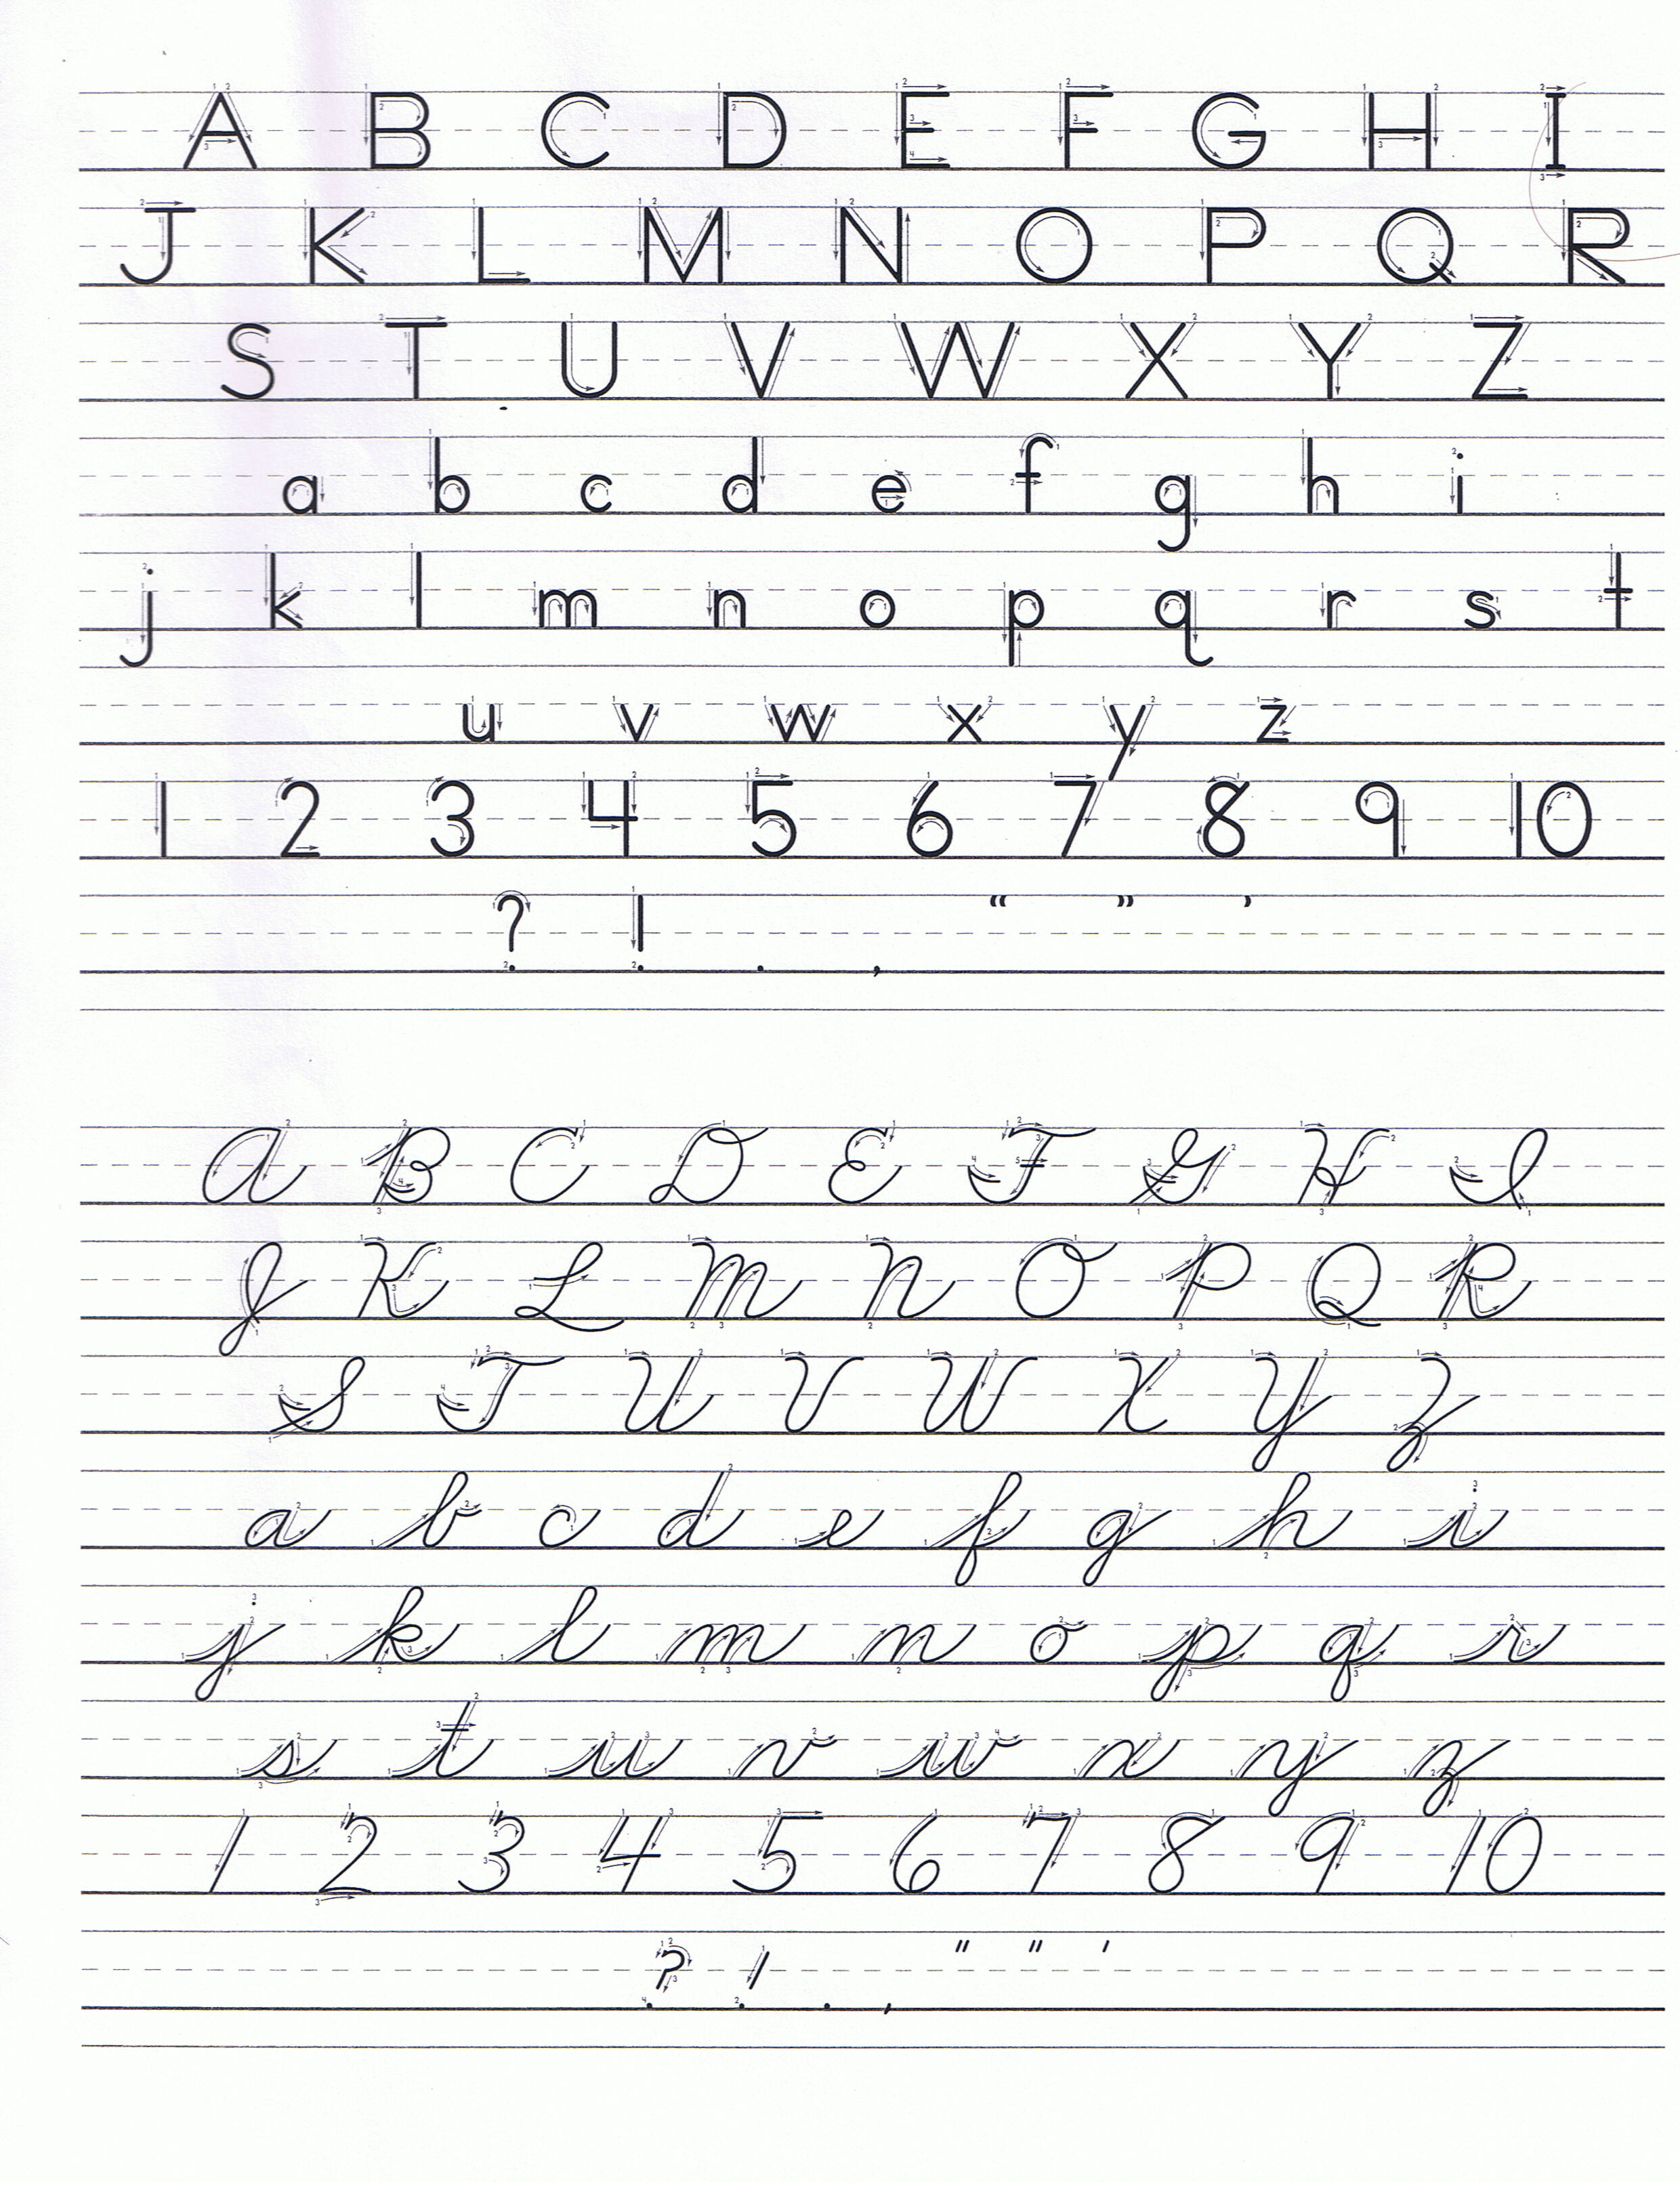 A B C D E F G H I
J K L M N O P Q R
S T U V W X Y Z
a b c d e f g h i
j k l m n o p q r s t
u v w x y z
1 2 3 4 5 6 7 8 9 10
? ! . , “ ” ’
A B C D E F G H I
J K L M N O P Q R
S T U V W X Y Z
a b c d e f g h i
j k l m n o p q r
s t u v w x y z
1 2 3 4 5 6 7 8 9 10
? ! . , " " '